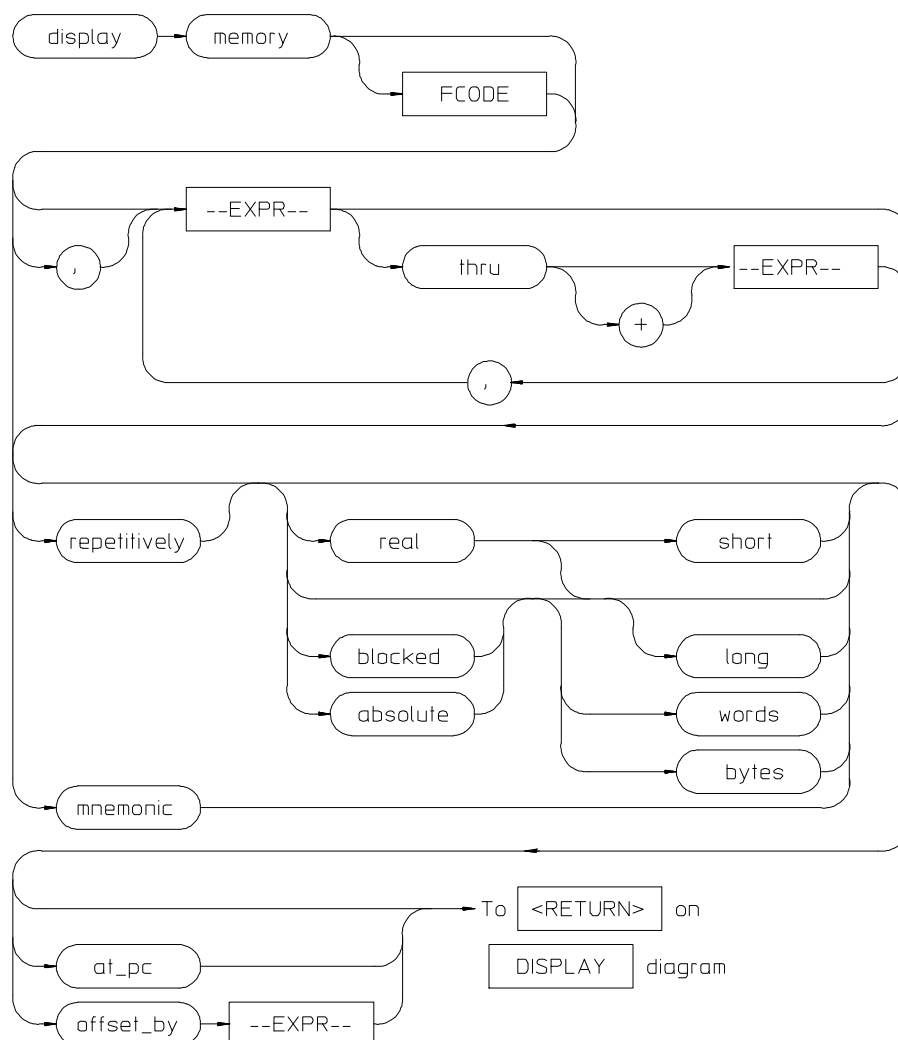 display memory
FCODE
--EXPR--
, thru --EXPR--
+
,
repetitively real short
blocked long
absolute words
bytes
mnemonic
To <RETURN> on
at_pc DISPLAY diagram
offset_by --EXPR--